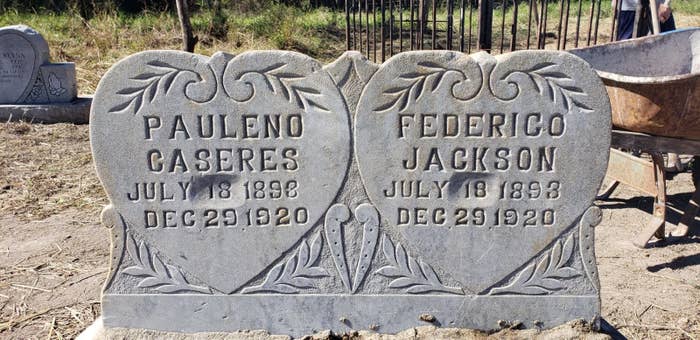 PAULENO
CASERES
JULY 18 1898
DEC. 29, 1920
FEDERICO
JACKSON
JULY 18 1893
DEC. 29, 1920